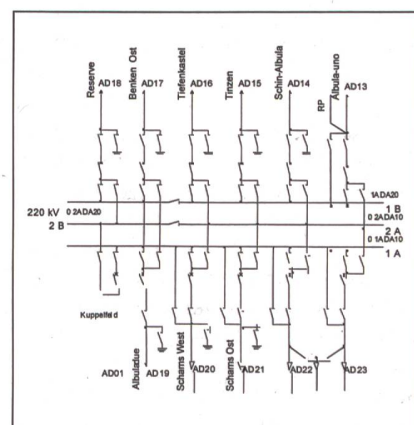 Reserve
AD18
Benken Ost
AD17
Tiefenkastel
AD16
Tinzen
AD15
Schin-Albula
AD14
RP
Albula-uno
AD13
1ADA20
220 kV
0 2ADA20
1 B
0 2ADA10
2 B
2 A
0 1ADA10
1 A
Kuppelfeld
AD01
Albulatue
AD19
Schams West
AD20
Schams Ost
AD21
AD22
AD23